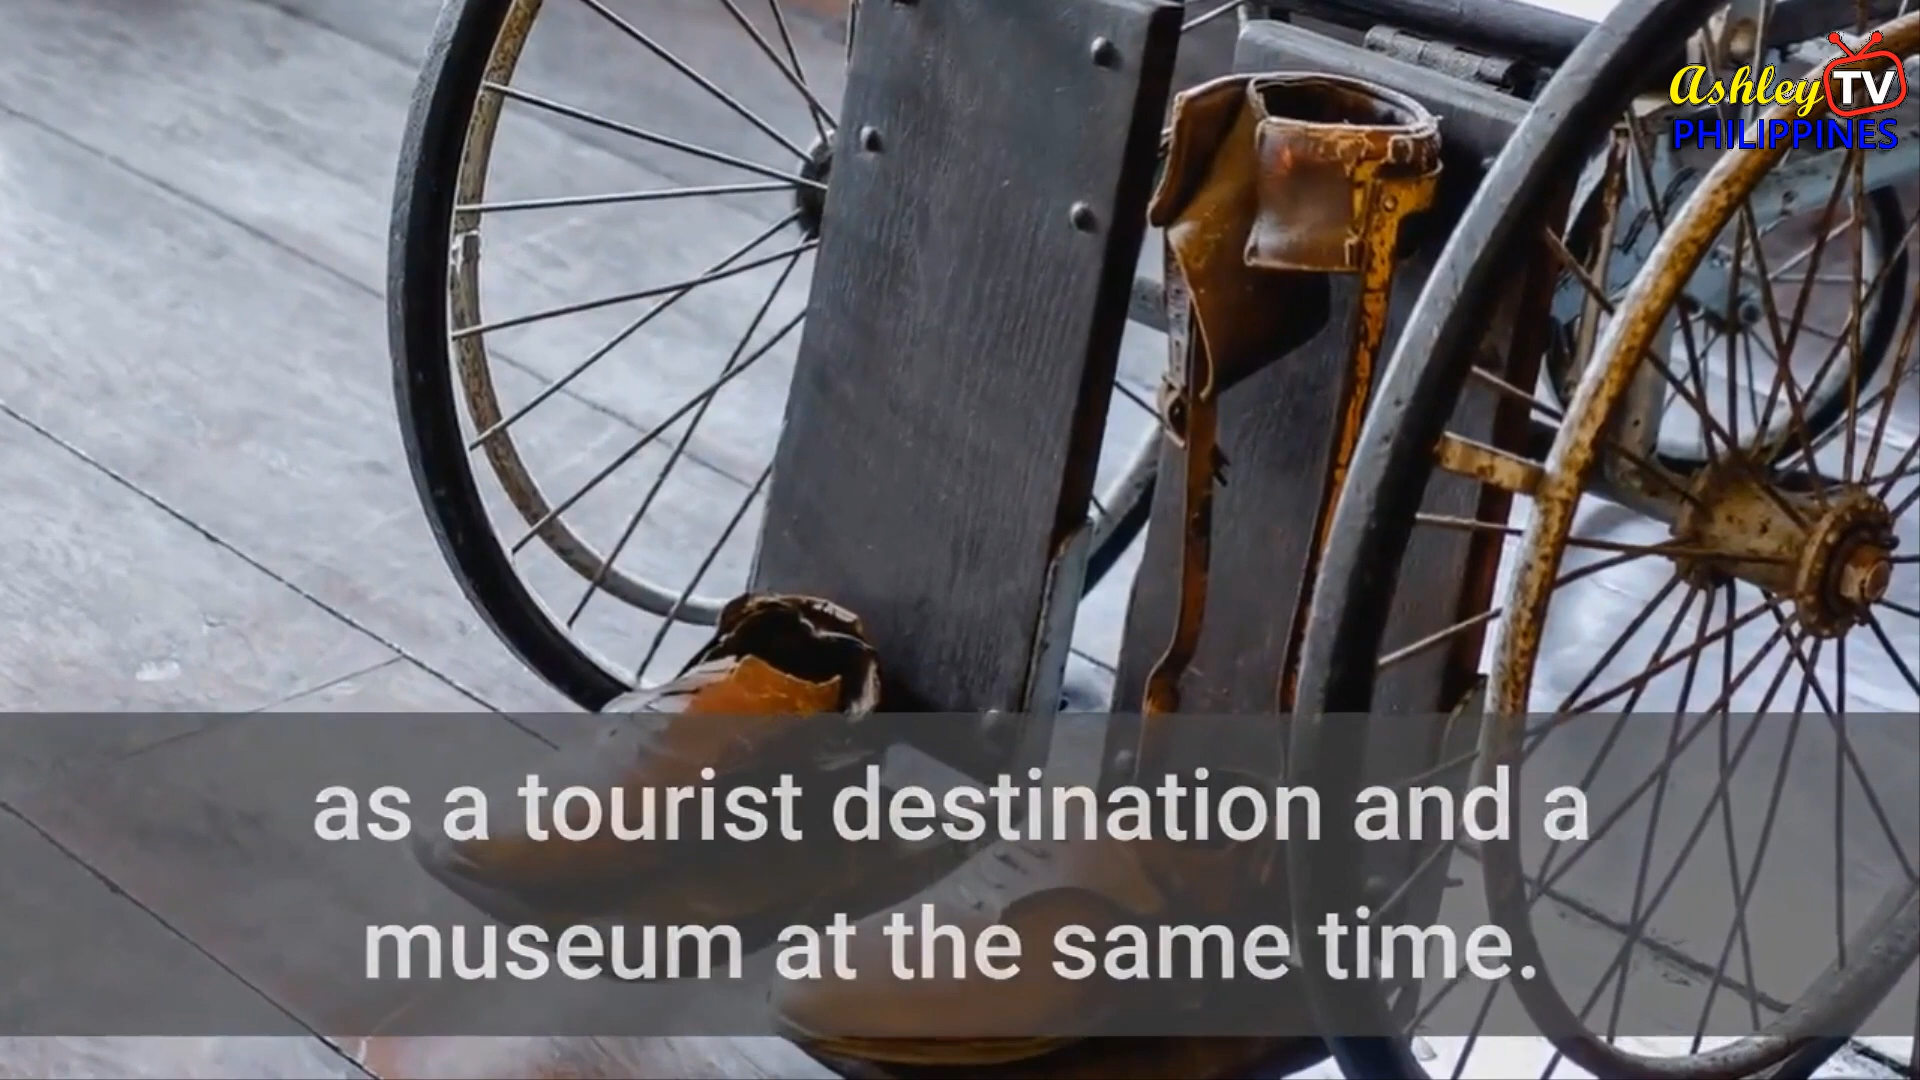 Ashley TV
PHILIPPINES
as a tourist destination and a
museum at the same time.